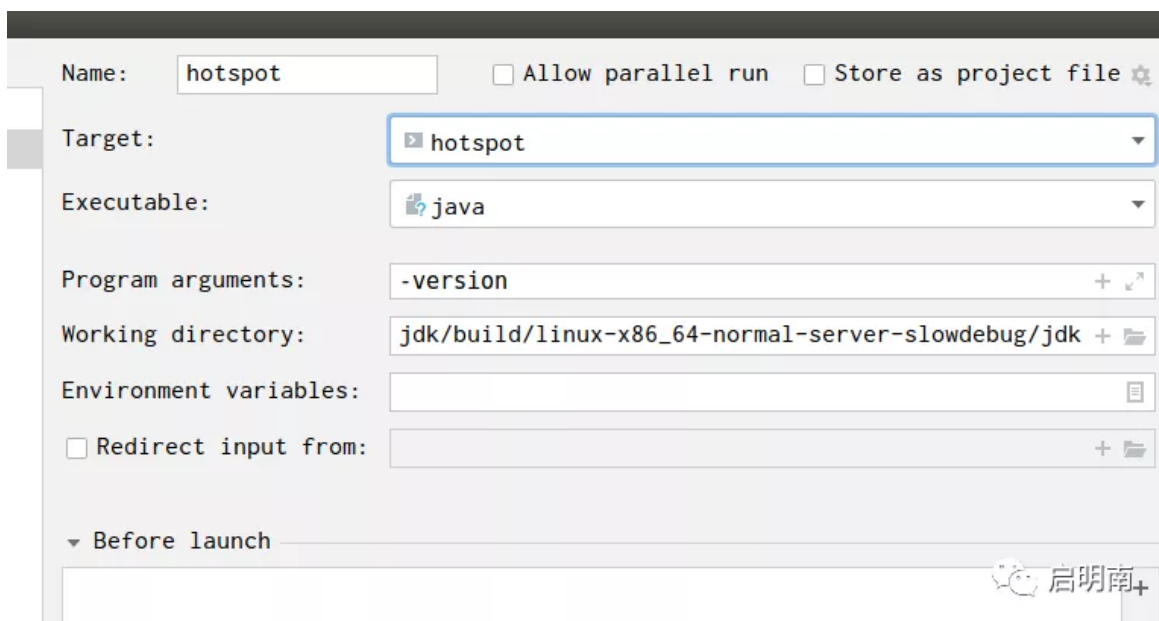 Name: hotspot Allow parallel run Store as project file
Target: hotspot
Executable: java
Program arguments: -version
Working directory: jdk/build/linux-x86_64-normal-server-slowdebug/jdk
Environment variables:
Redirect input from:
Before launch
启明南